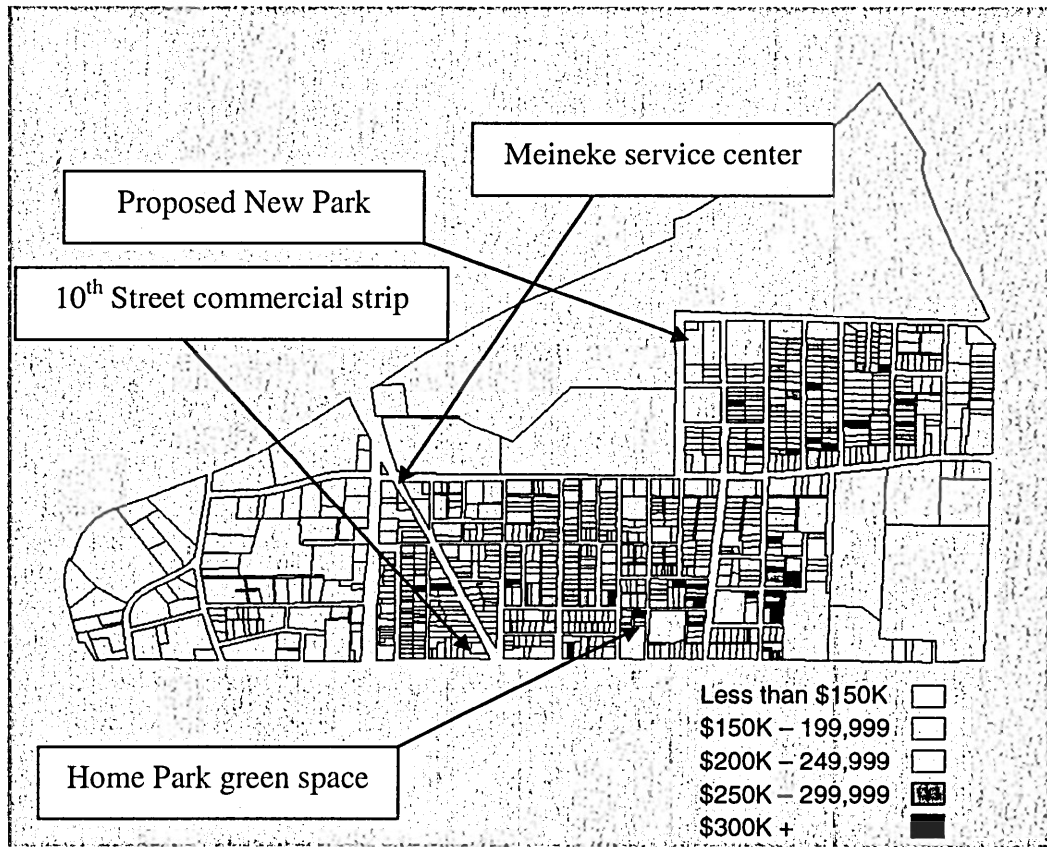 Meineke service center
Proposed New Park
10th Street commercial strip
Home Park green space
Less than $150K
$150K – 199,999
$200K – 249,999
$250K – 299,999
$300K +